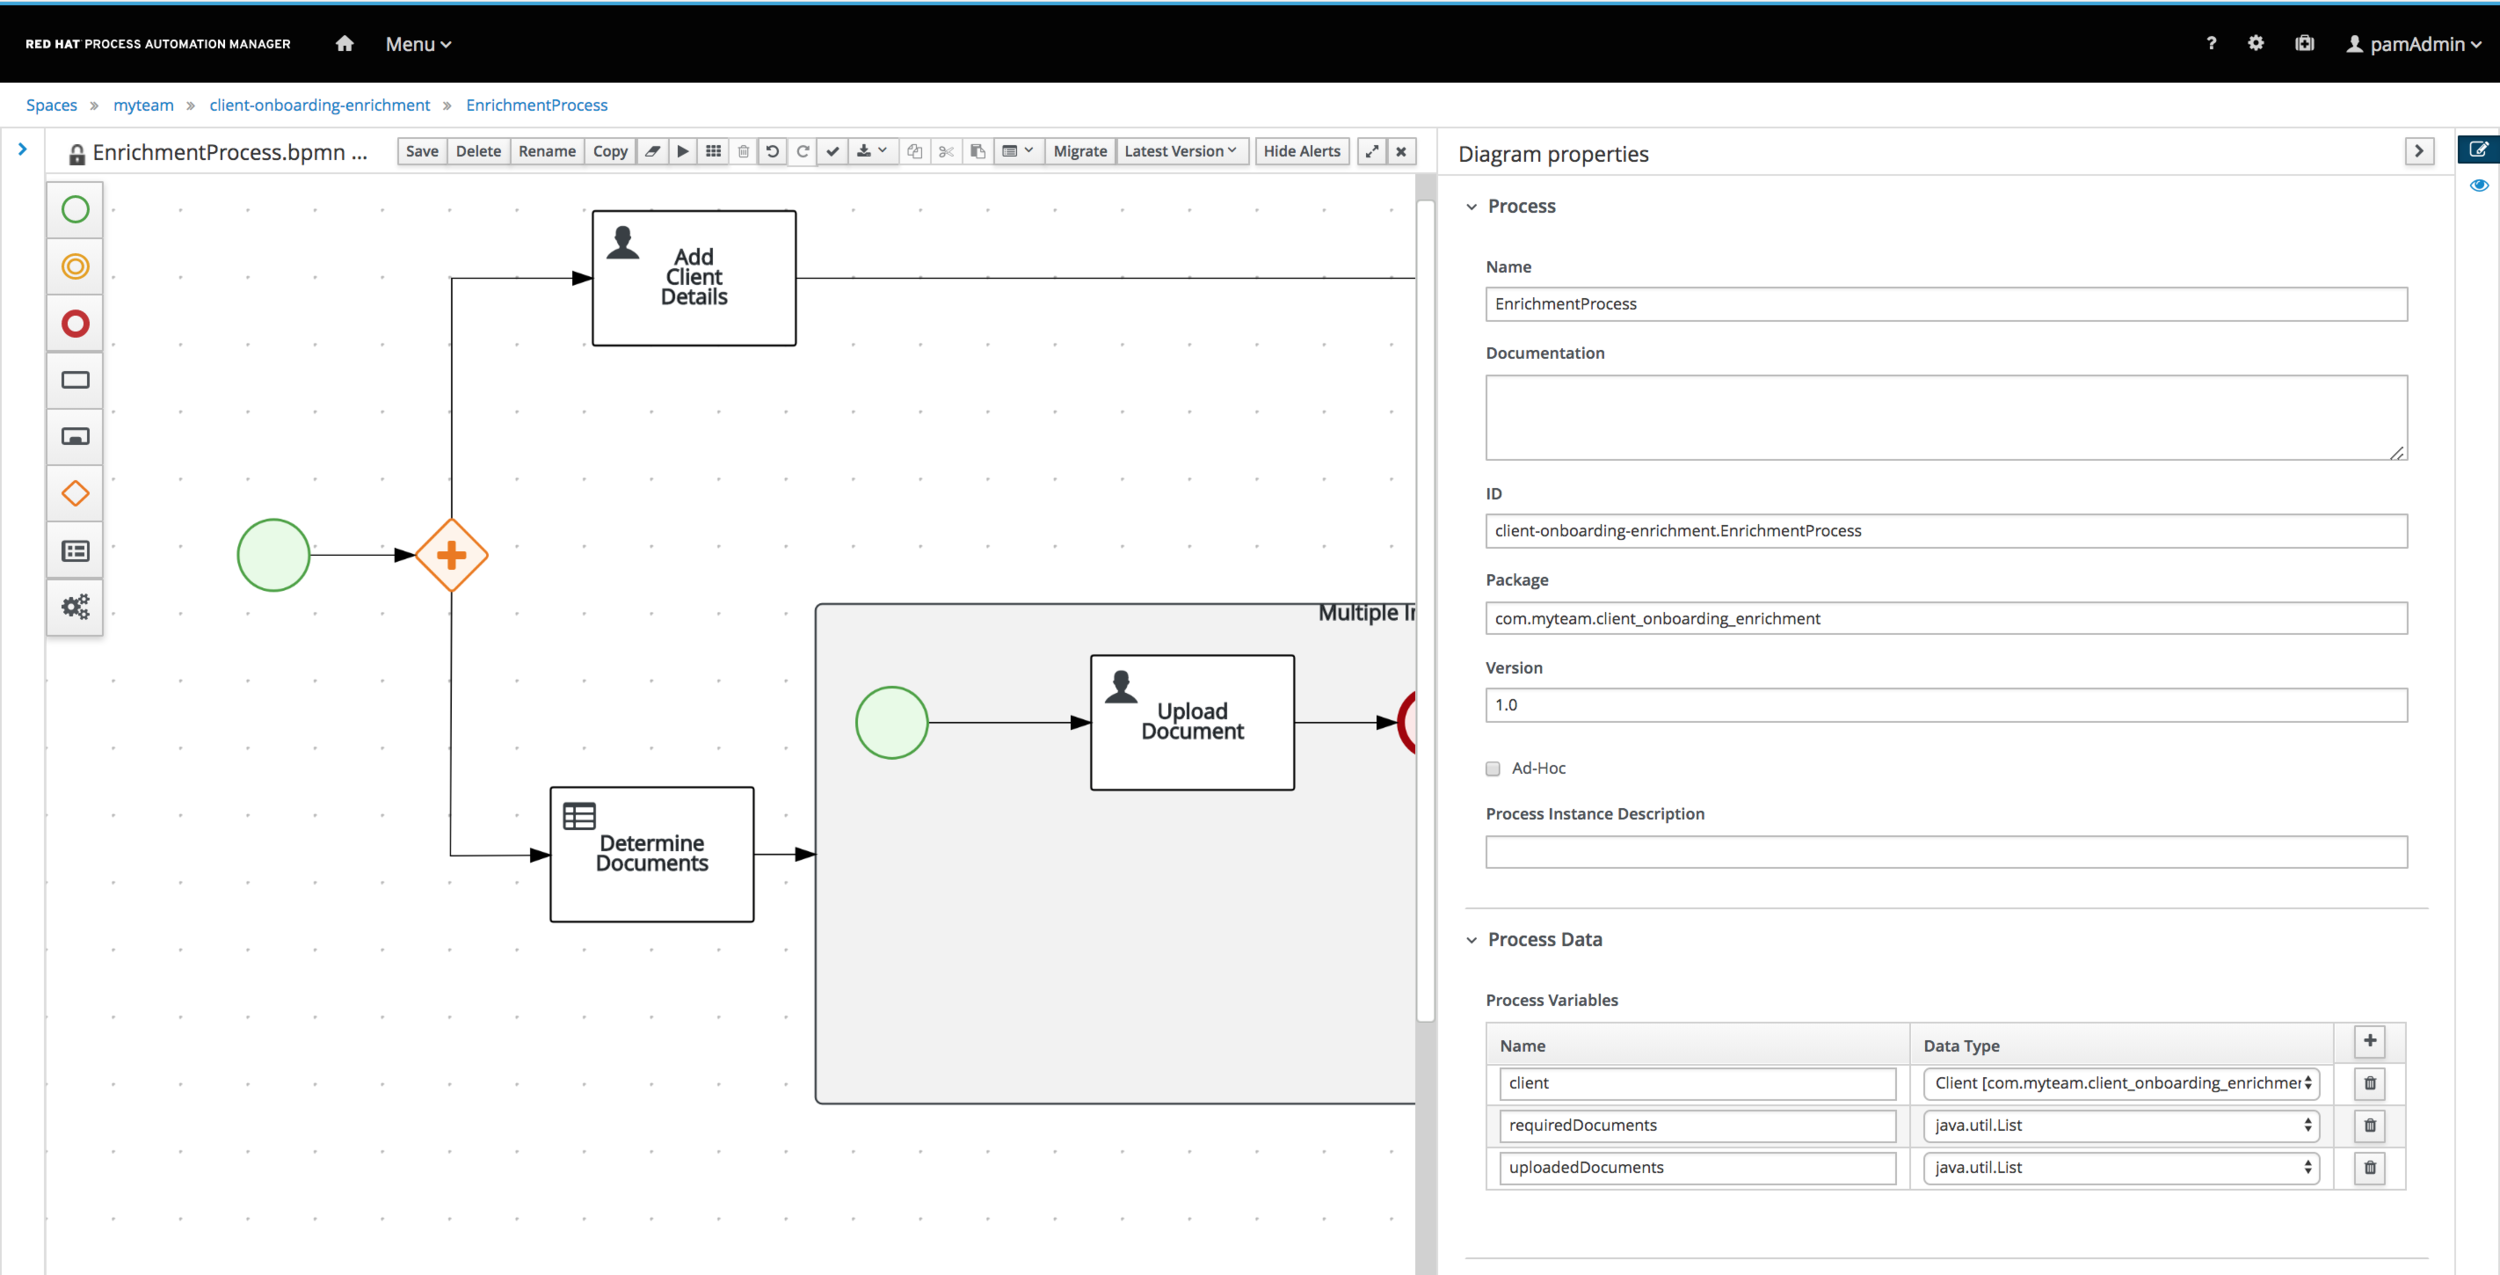 RED HAT PROCESS AUTOMATION MANAGER
Menu
?
pamAdmin
Spaces » myteam » client-onboarding-enrichment » EnrichmentProcess
EnrichmentProcess.bpmn ...
Save
Delete
Rename
Copy
Migrate
Latest Version
Hide Alerts
Add
Client
Details
Multiple In
Upload
Document
Determine
Documents
Diagram properties
Process
Name
EnrichmentProcess
Documentation
ID
client-onboarding-enrichment.EnrichmentProcess
Package
com.myteam.client_onboarding_enrichment
Version
1.0
Ad-Hoc
Process Instance Description
Process Data
Process Variables
Name
Data Type
client
Client [com.myteam.client_onboarding_enrichmer
requiredDocuments
java.util.List
uploadedDocuments
java.util.List